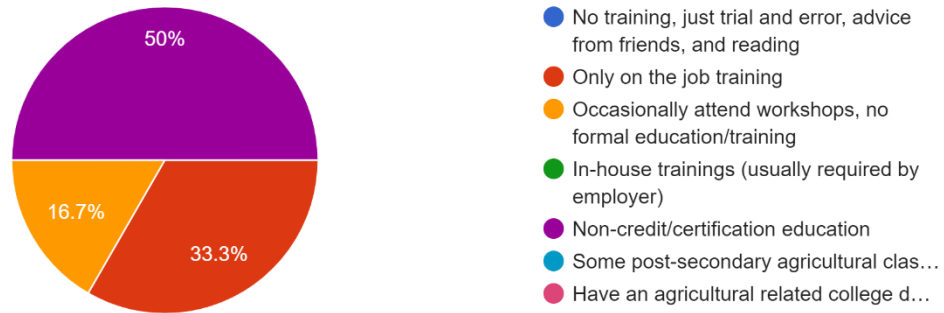 50%
16.7%
33.3%
No training, just trial and error, advice
from friends, and reading
Only on the job training
Occasionally attend workshops, no
formal education/training
In-house trainings (usually required by
employer)
Non-credit/certification education
Some post-secondary agricultural clas…
Have an agricultural related college d…